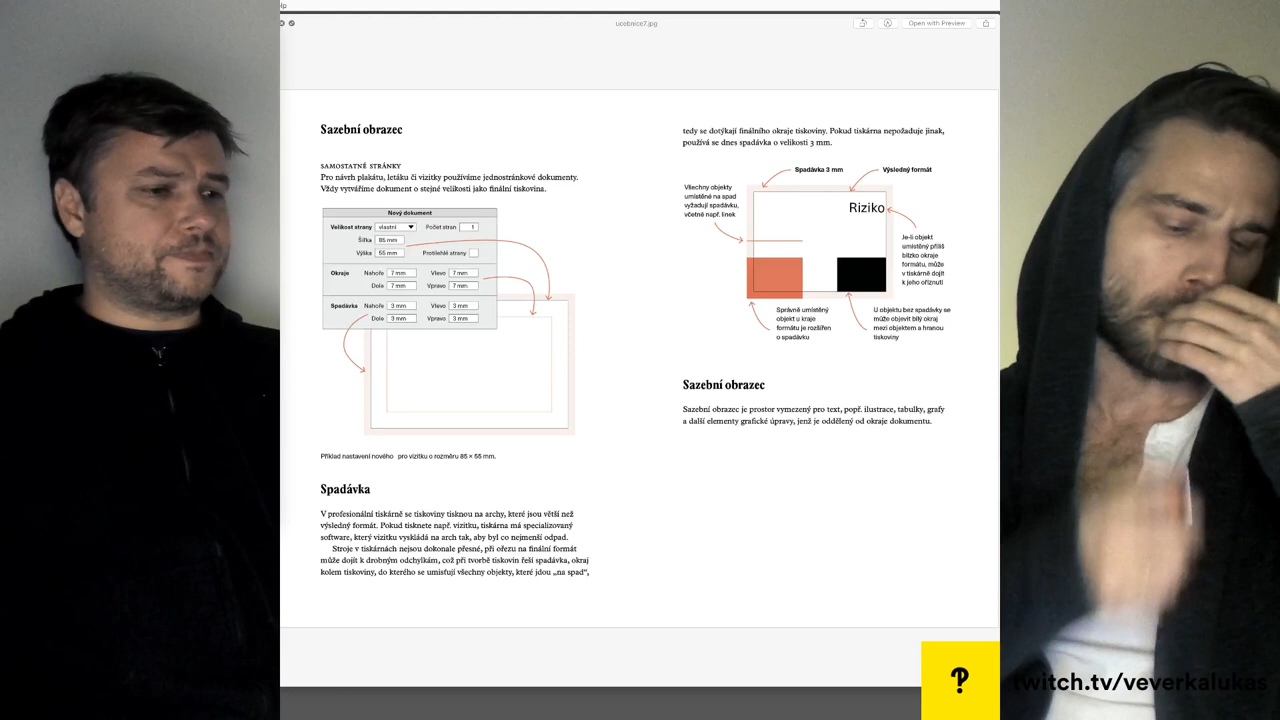 lp
ucebnice7.jpg
Open with Preview
Sazební obrazec
SAMOSTATNÉ STRÁNKY
Pro návrh plakátu, letáku či vizitky používáme jednostránkové dokumenty.
Vždy vytváříme dokument o stejné velikosti jako finální tiskovina.
Nový dokument
Velikost strany vlastní Počet stran 1
Šířka 85 mm
Výška 55 mm Protilehlé strany
Okraje Nahoře 7 mm Vlevo 7 mm
Dole 7 mm Vpravo 7 mm
Spadávka Nahoře 3 mm Vlevo 3 mm
Dole 3 mm Vpravo 3 mm
Příklad nastavení nového pro vizitku o rozměru 85 × 55 mm.
Spadávka
V profesionální tiskárně se tiskoviny tisknou na archy, které jsou větší než
výsledný formát. Pokud tisknete např. vizitku, tiskárna má specializovaný
software, který vizitku vyskládá na arch tak, aby byl co nejmenší odpad.
Stroje v tiskárnách nejsou dokonale přesné, při ořezu na finální formát
může dojít k drobným odchylkám, což při tvorbě tiskovin řeší spadávka, okraj
kolem tiskoviny, do kterého se umisťují všechny objekty, které jdou „na spad“,
tedy se dotýkají finálního okraje tiskoviny. Pokud tiskárna nepožaduje jinak,
používá se dnes spadávka o velikosti 3 mm.
Spadávka 3 mm
Výsledný formát
Všechny objekty
umístěné na spad
vyžadují spadávku,
včetně např. linek
Riziko
Je-li objekt
umístěný příliš
blízko okraje
formátu, může
v tiskárně dojít
k jeho oříznutí
Správně umístěný
objekt u kraje
formátu je rozšířen
o spadávku
U objektu bez spadávky se
může objevit bílý okraj
mezi objektem a hranou
tiskoviny
Sazební obrazec
Sazební obrazec je prostor vymezený pro text, popř. ilustrace, tabulky, grafy
a další elementy grafické úpravy, jenž je oddělený od okraje dokumentu.
?
twitch.tv/veverkalukas